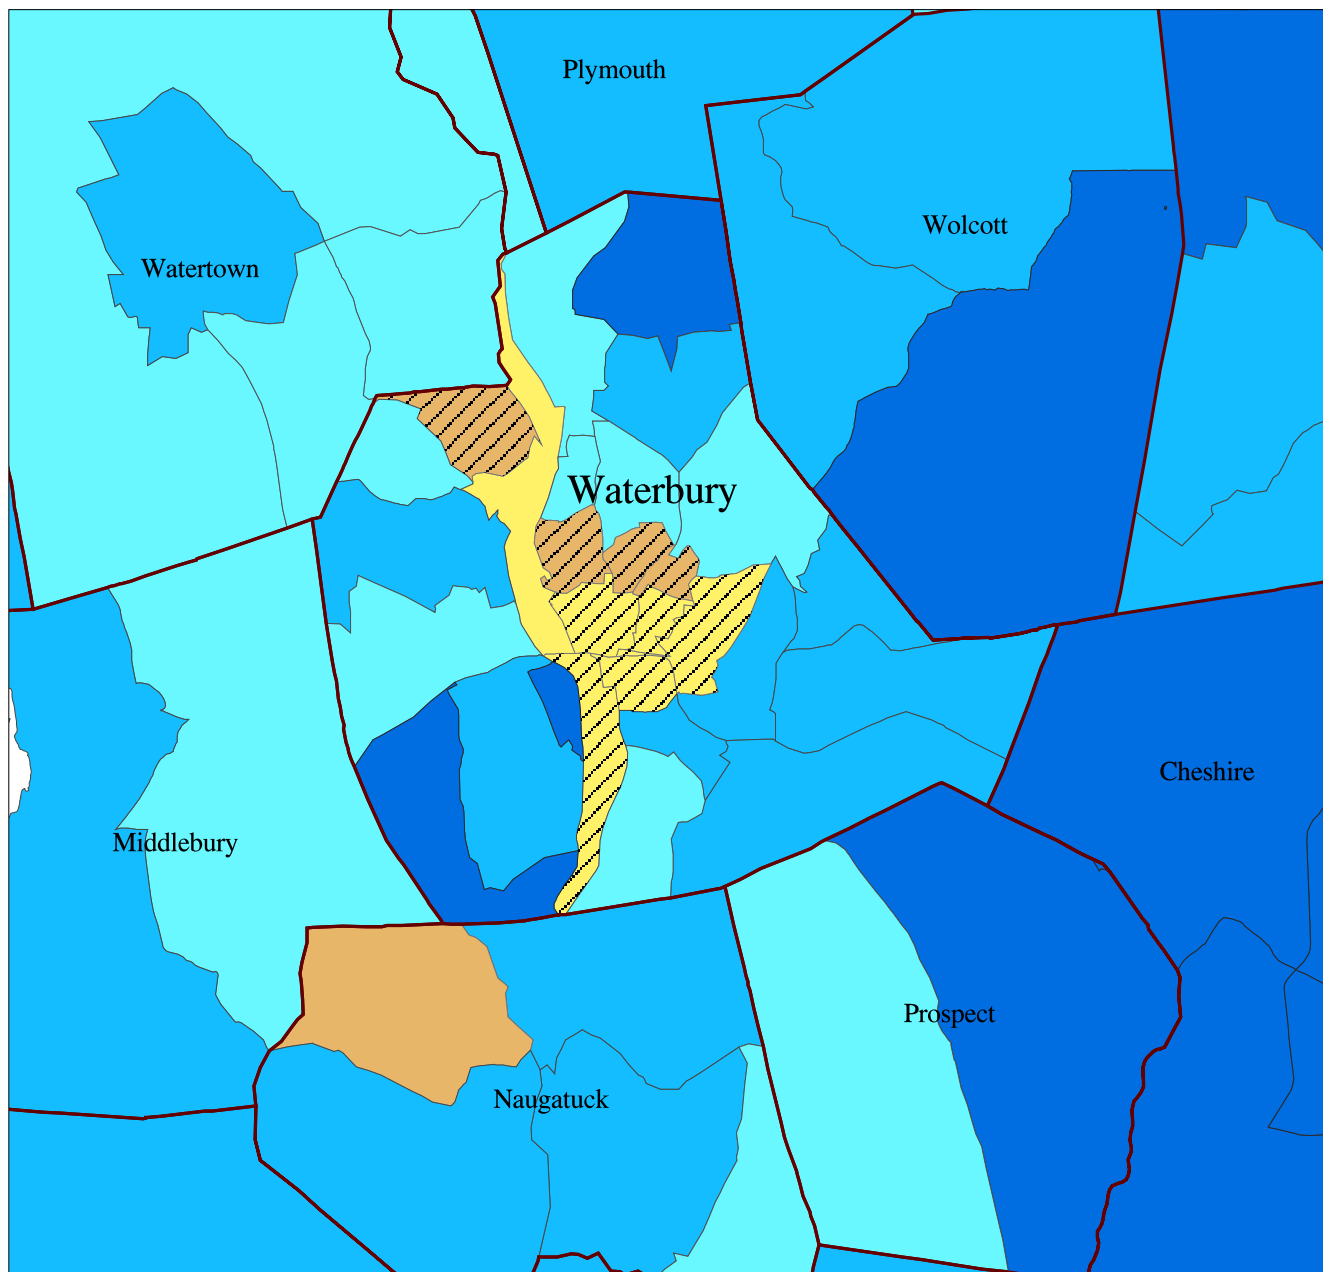 Plymouth
Wolcott
Watertown
Waterbury
Cheshire
Middlebury
Prospect
Naugatuck